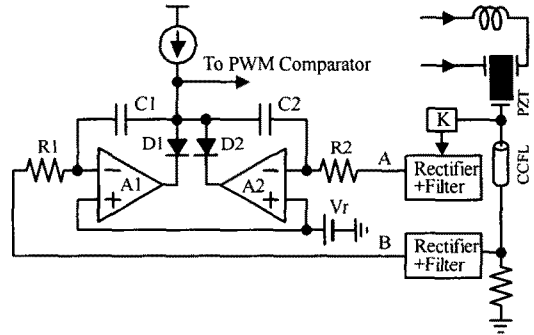 To PWM Comparator
C1
C2
PZT
D1
D2
K
R1
R2
A
Rectifier
+Filter
CCFL
A1
A2
Vr
B
Rectifier
+Filter